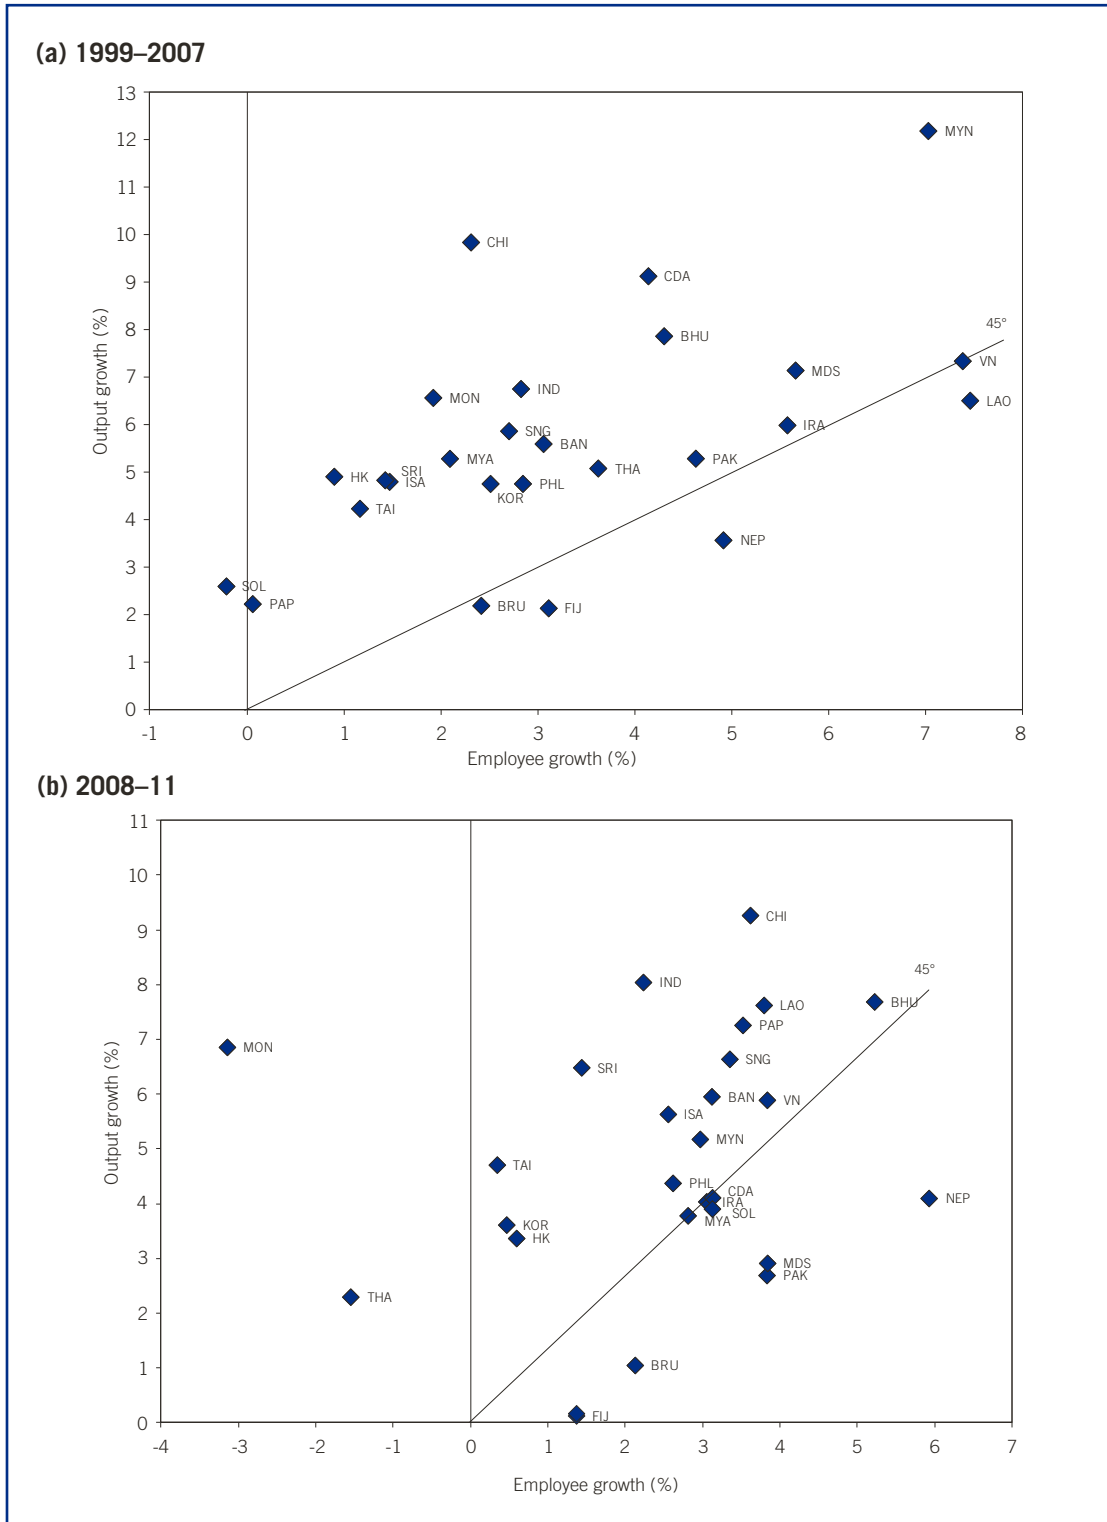 (a) 1999–2007
13
12
11
10
9
8
7
6
5
4
3
2
1
0
Output growth (%)
MYN
CHI
CDA
BHU
45°
VN
MDS
LAO
IND
MON
IRA
SNG
BAN
MYA
PAK
THA
HK
SRI
ISA
PHL
KOR
TAI
NEP
SOL
PAP
BRU
FIJ
-1 0 1 2 3 4 5 6 7 8
Employee growth (%)
(b) 2008–11
11
10
9
8
7
6
5
4
3
2
1
0
Output growth (%)
CHI
45°
IND
LAO
BHU
PAP
MON
SNG
SRI
BAN
VN
ISA
MYN
TAI
PHL
CDA
IRA
SOL
MYA
NEP
KOR
HK
MDS
PAK
THA
BRU
FIJ
-4 -3 -2 -1 0 1 2 3 4 5 6 7
Employee growth (%)